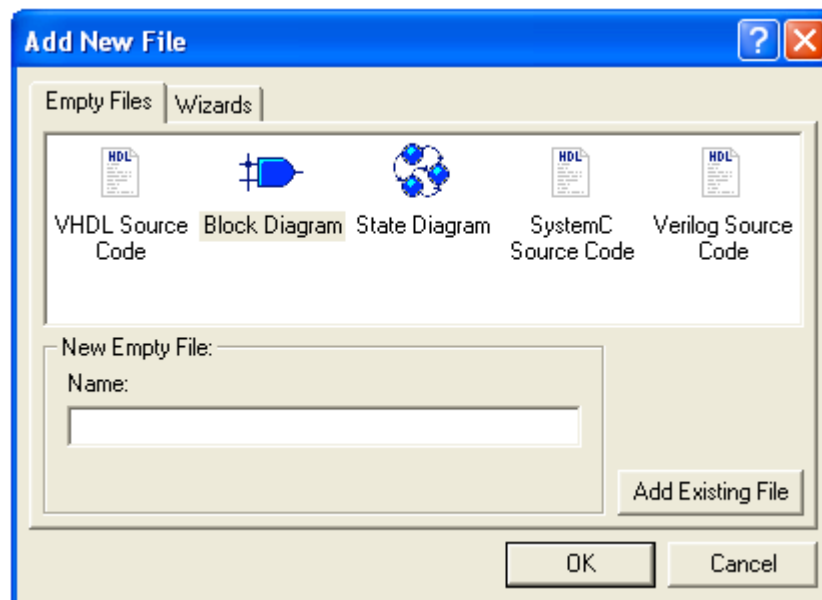 Add New File
Empty Files
Wizards
HDL
HDL
HDL
VHDL Source Block Diagram State Diagram SystemC Verilog Source
Code Source Code Code
New Empty File:
Name:
Add Existing File
OK
Cancel